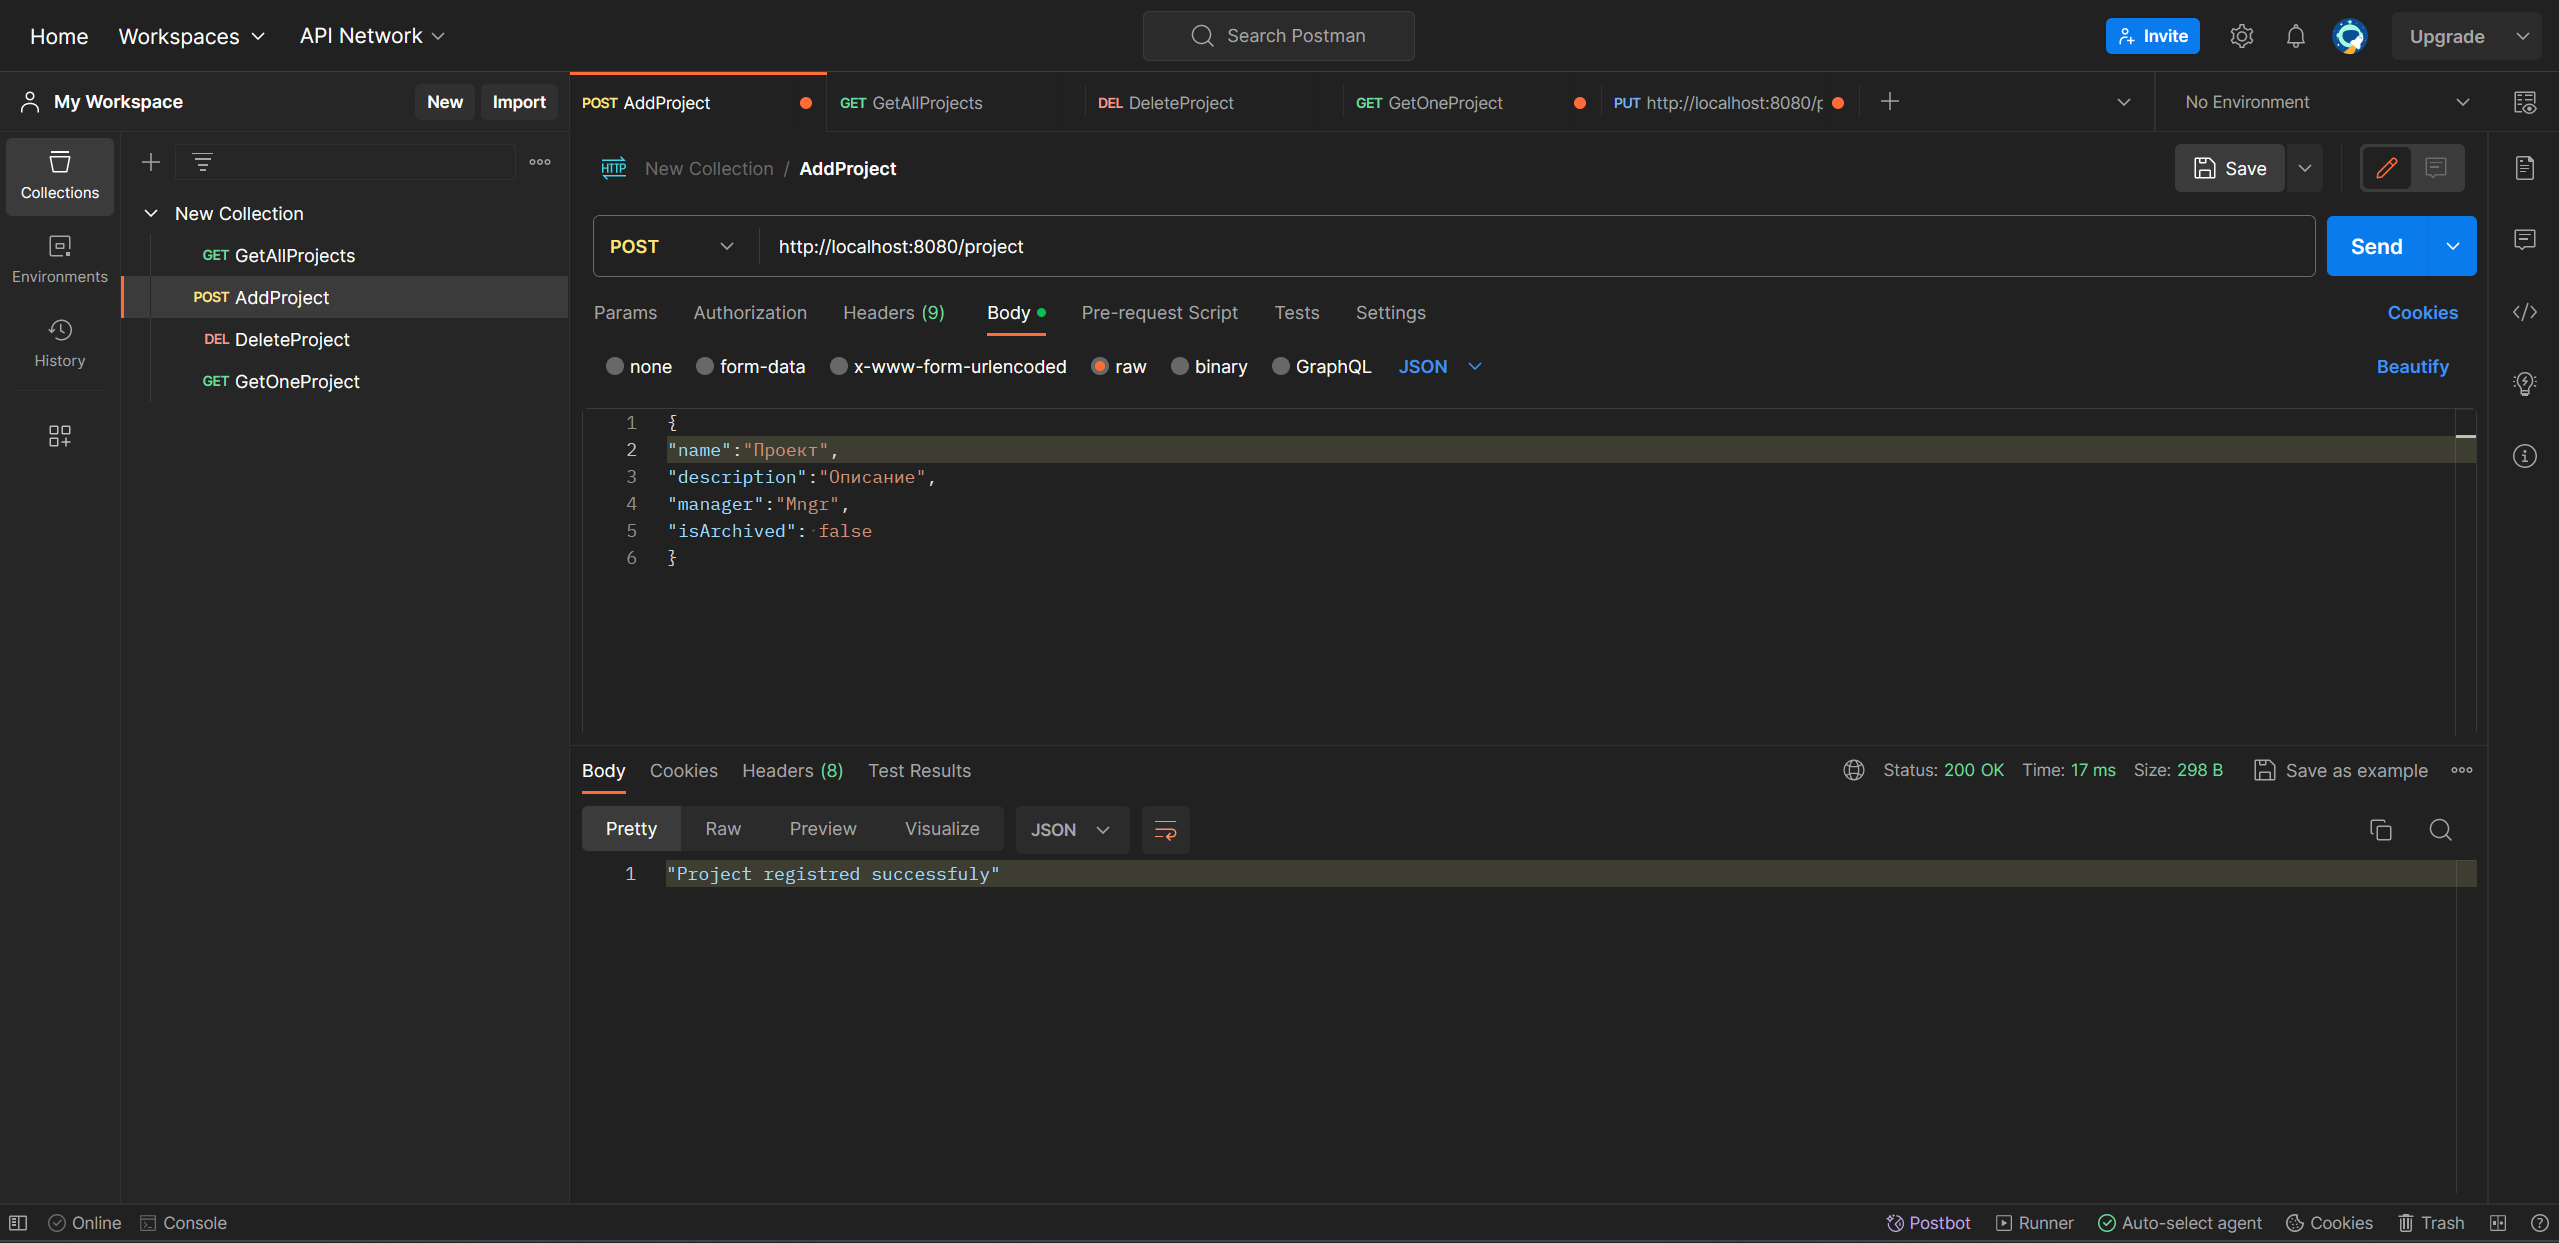 Home Workspaces API Network Search Postman Invite Upgrade
My Workspace New Import POST AddProject GET GetAllProjects DEL DeleteProject GET GetOneProject PUT http://localhost:8080/p No Environment
Collections
Environments
History
New Collection
GET GetAllProjects
POST AddProject
DEL DeleteProject
GET GetOneProject
HTTP New Collection / AddProject Save
POST http://localhost:8080/project Send
Params Authorization Headers (9) Body Pre-request Script Tests Settings Cookies
none form-data x-www-form-urlencoded raw binary GraphQL JSON Beautify
1 {
2 "name":"Проект",
3 "description":"Описание",
4 "manager":"Mngr",
5 "isArchived": false
6 }
Body Cookies Headers (8) Test Results Status: 200 OK Time: 17 ms Size: 298 B Save as example
Pretty Raw Preview Visualize JSON
1 "Project registred successfuly"
Online Console Postbot Runner Auto-select agent Cookies Trash